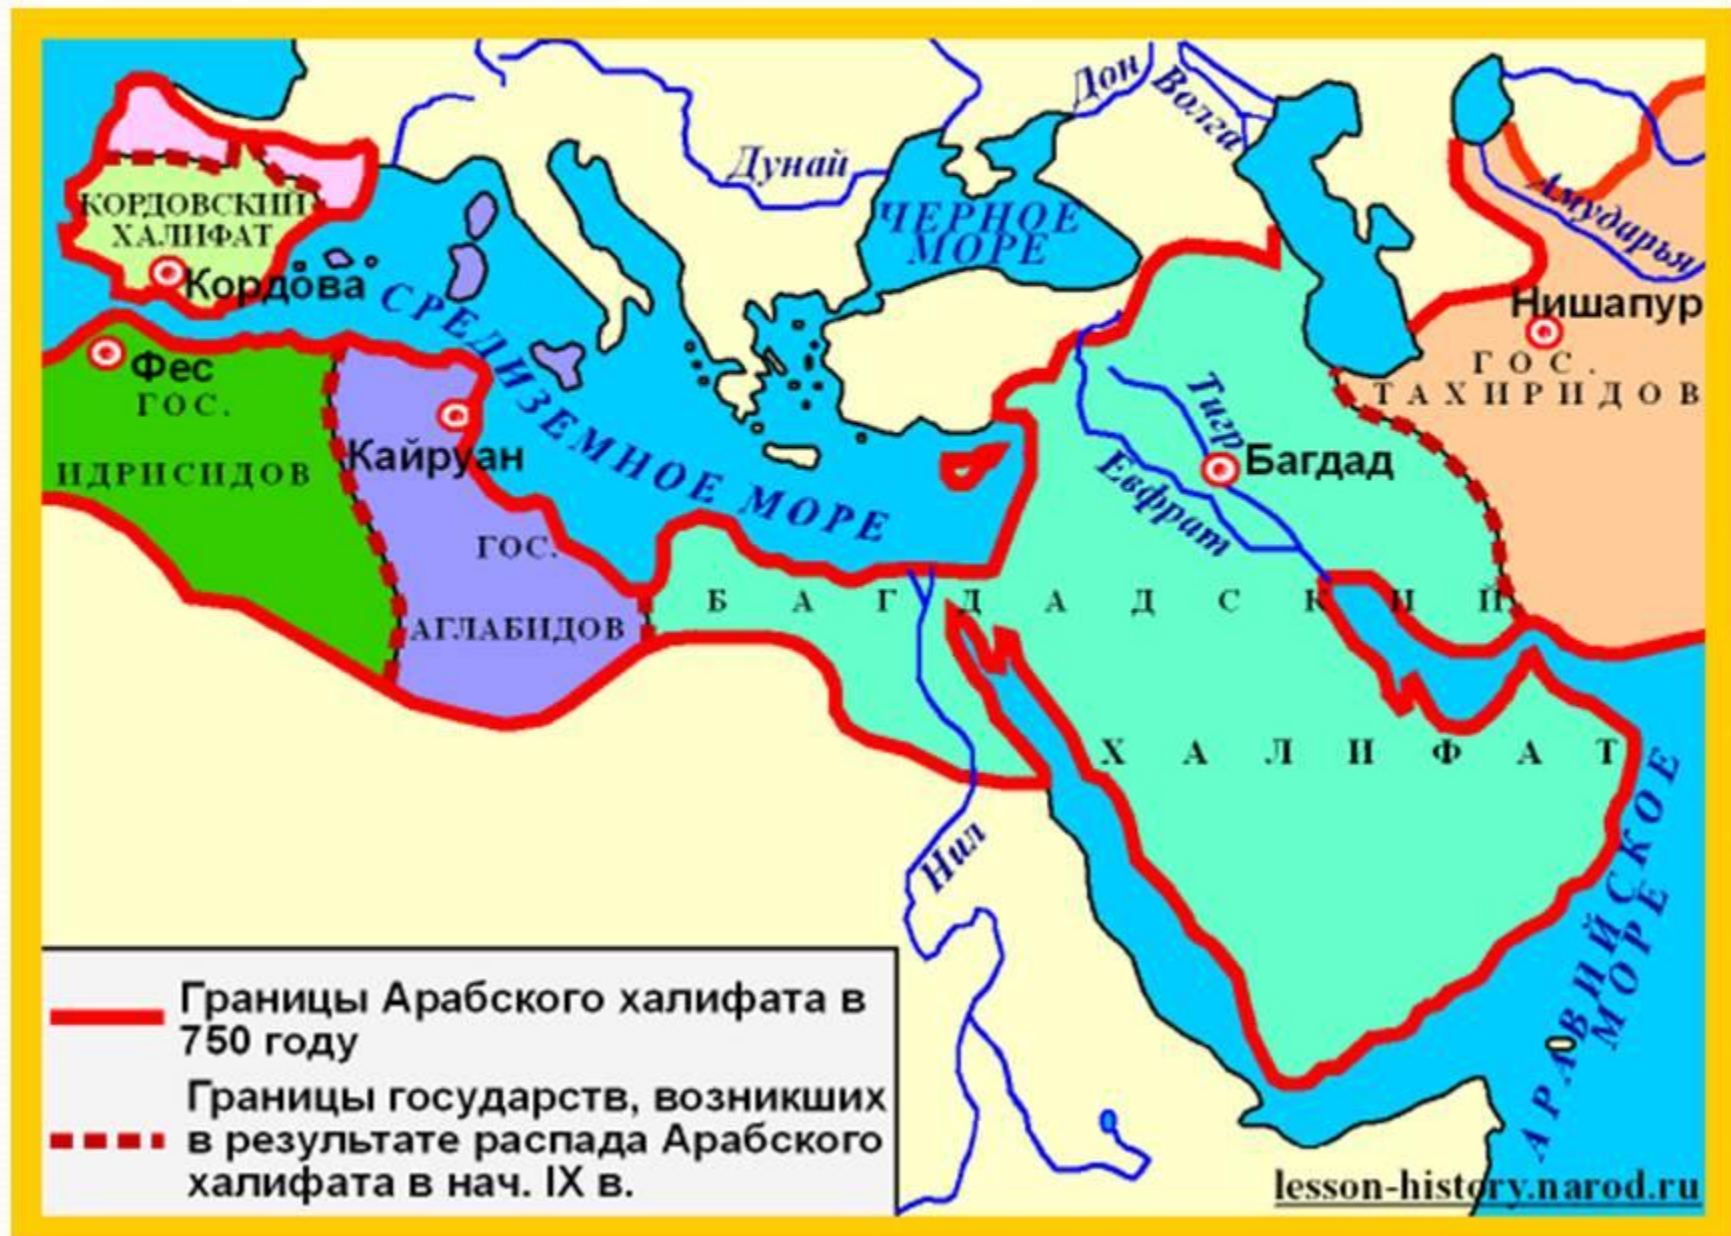 Дон
Волга
Дунай
ЧЕРНОЕ
МОРЕ
Амударья
КОРДОВСКИЙ
ХАЛИФАТ
Кордова
СРЕДИЗЕМНОЕ МОРЕ
Нишапур
ГОС.
ТАХИРИДОВ
Фес
ГОС.
ИДРИСИДОВ
Кайруан
ГОС.
АГЛАБИДОВ
Тигр
Багдад
Евфрат
БАГДАДСКИЙ
ХАЛИФАТ
Нил
АРАВИЙСКОЕ
МОРЕ
Границы Арабского халифата в
750 году
Границы государств, возникших
в результате распада Арабского
халифата в нач. IX в.
lesson-history.narod.ru